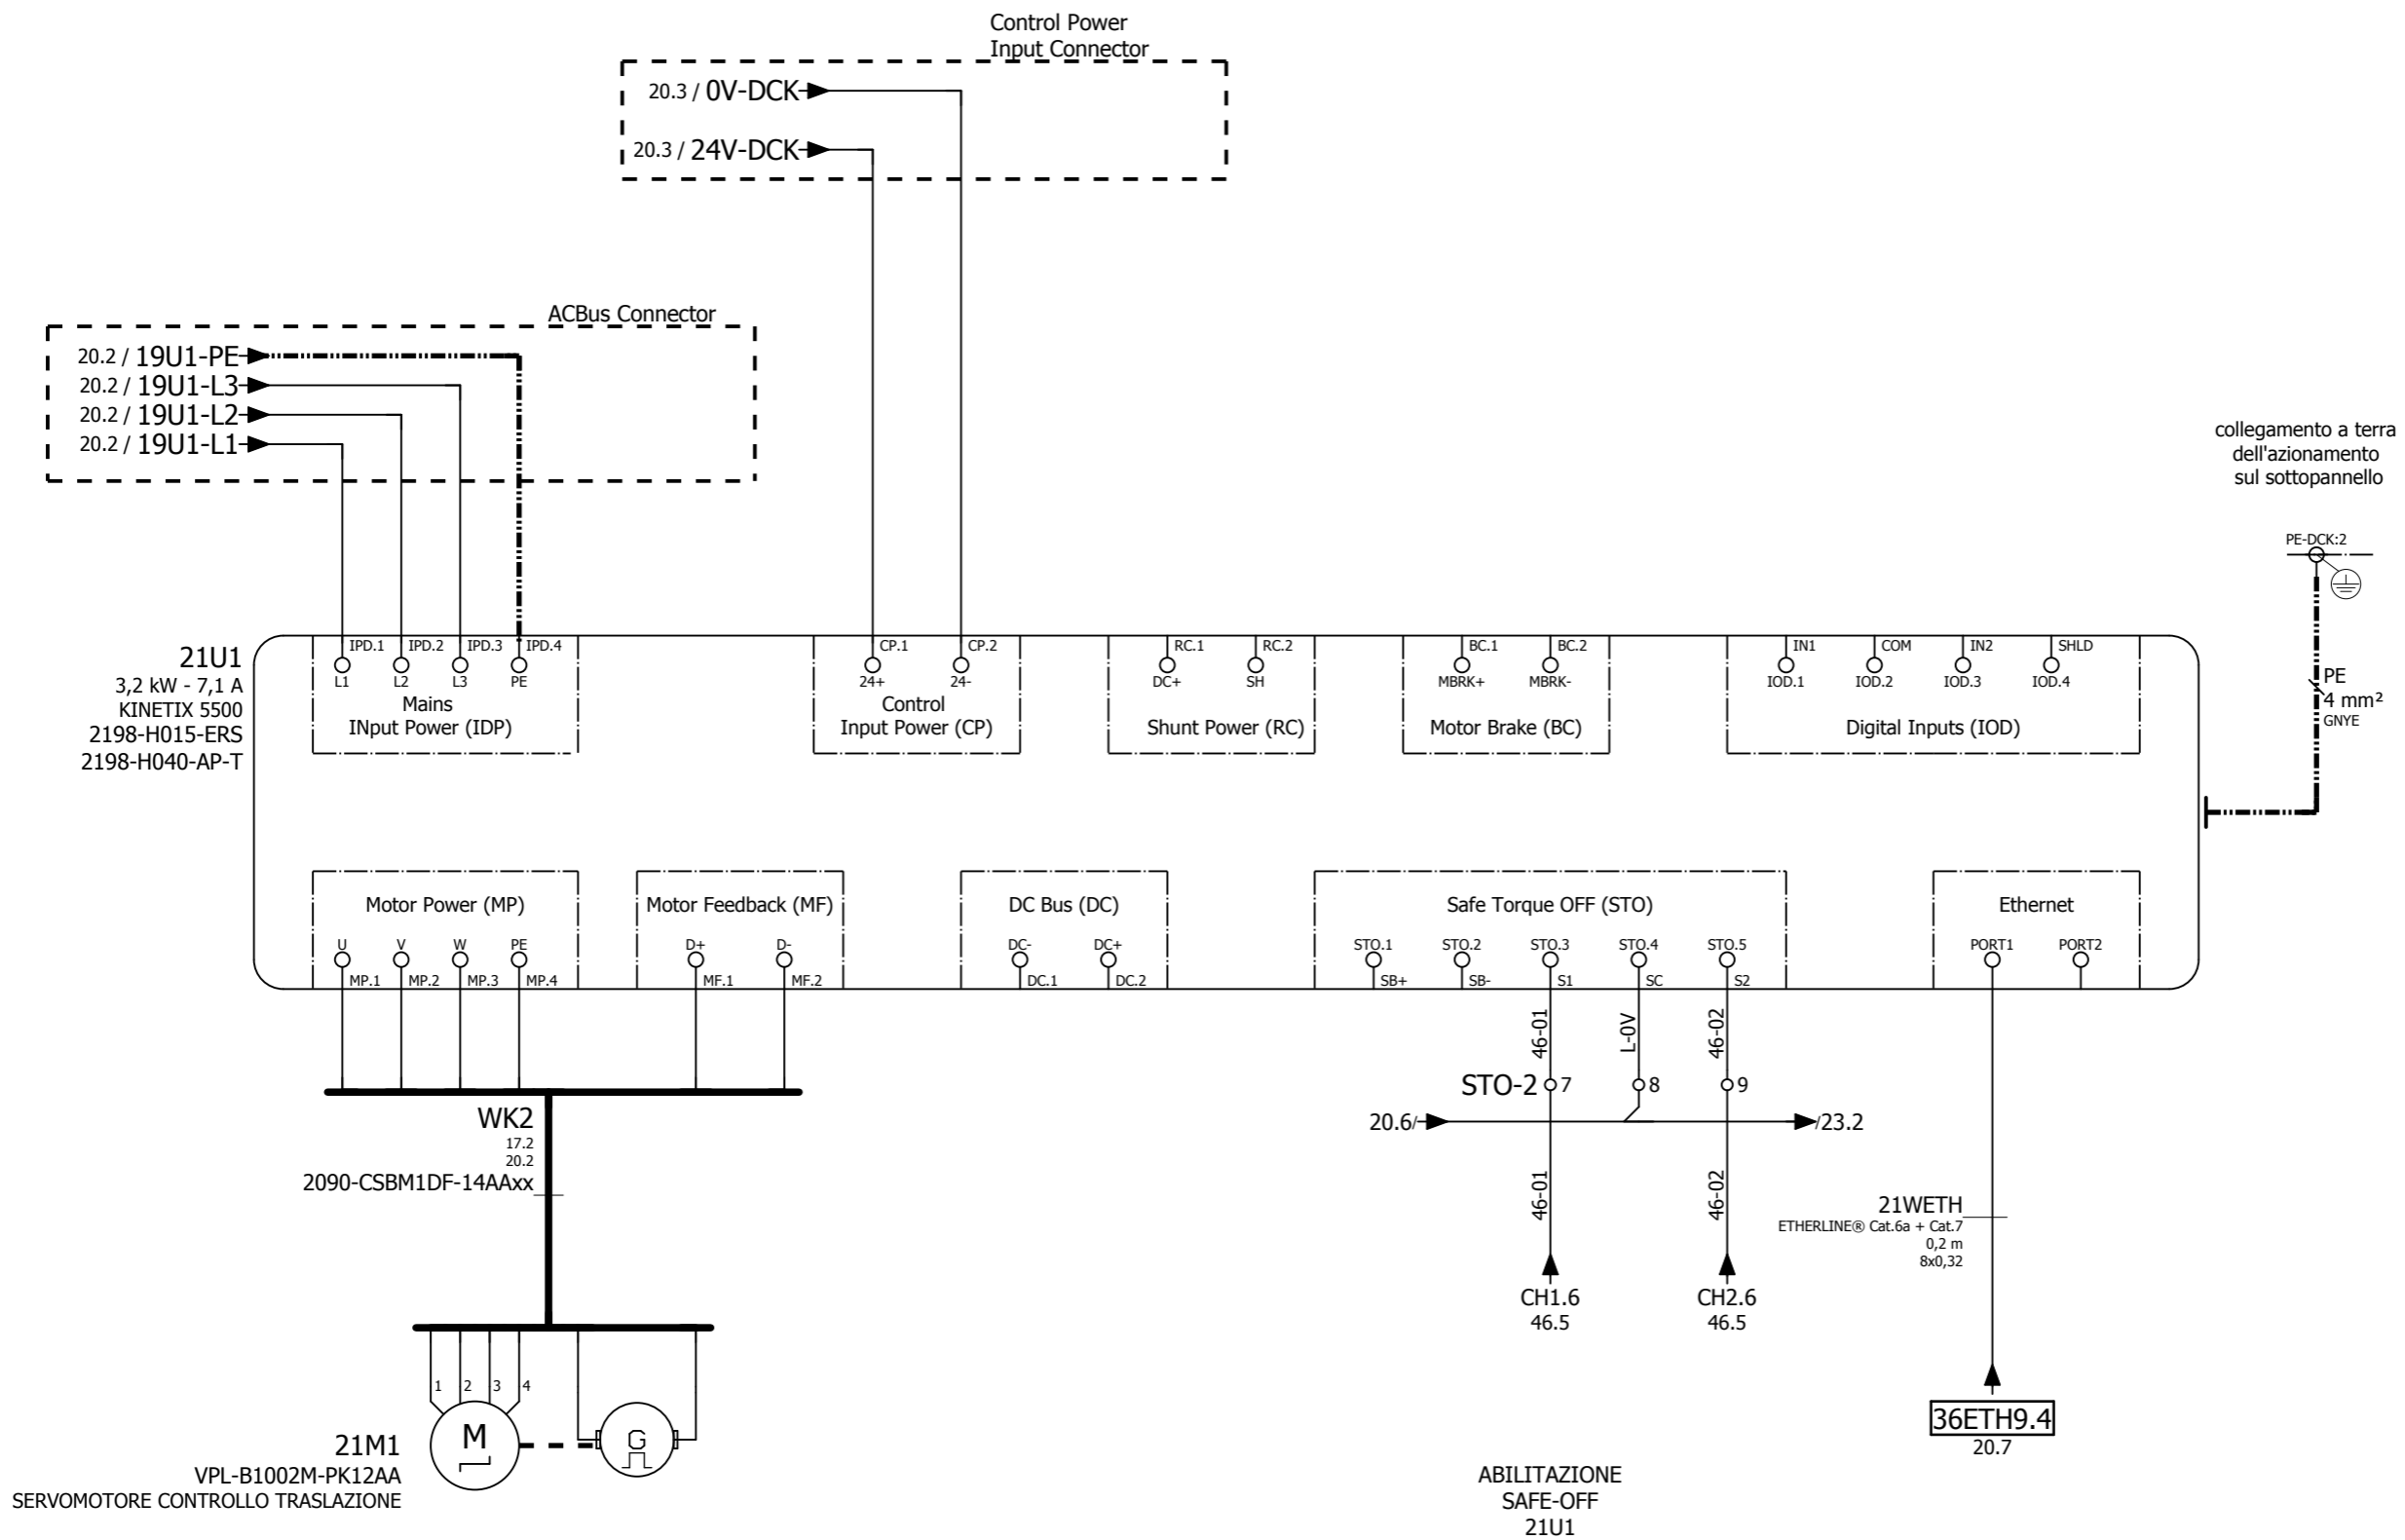 Control Power
Input Connector
20.3 / 0V-DCK
20.3 / 24V-DCK
ACBus Connector
20.2 / 19U1-PE
20.2 / 19U1-L3
20.2 / 19U1-L2
20.2 / 19U1-L1
collegamento a terra
dell'azionamento
sul sottopannello
PE-DCK:2
PE
4 mm²
GNYE
21U1
3,2 kW - 7,1 A
KINETIX 5500
2198-H015-ERS
2198-H040-AP-T
IPD.1 IPD.2 IPD.3 IPD.4
L1 L2 L3 PE
Mains
INput Power (IDP)
CP.1 CP.2
24+ 24-
Control
Input Power (CP)
RC.1 RC.2
DC+ SH
Shunt Power (RC)
BC.1 BC.2
MBRK+ MBRK-
Motor Brake (BC)
IN1 COM IN2 SHLD
IOD.1 IOD.2 IOD.3 IOD.4
Digital Inputs (IOD)
Motor Power (MP)
U V W PE
MP.1 MP.2 MP.3 MP.4
Motor Feedback (MF)
D+ D-
MF.1 MF.2
DC Bus (DC)
DC- DC+
DC.1 DC.2
Safe Torque OFF (STO)
STO.1 STO.2 STO.3 STO.4 STO.5
SB+ SB- S1 SC S2
Ethernet
PORT1 PORT2
46-01 L-0V 46-02
STO-2 7 8 9
20.6/ /23.2
46-01 46-02
CH1.6 CH2.6
46.5 46.5
WK2
17.2
20.2
2090-CSBM1DF-14AAxx
21WETH
ETHERLINE® Cat.6a + Cat.7
0,2 m
8x0,32
36ETH9.4
20.7
1 2 3 4
M
G
21M1
VPL-B1002M-PK12AA
SERVOMOTORE CONTROLLO TRASLAZIONE
ABILITAZIONE
SAFE-OFF
21U1